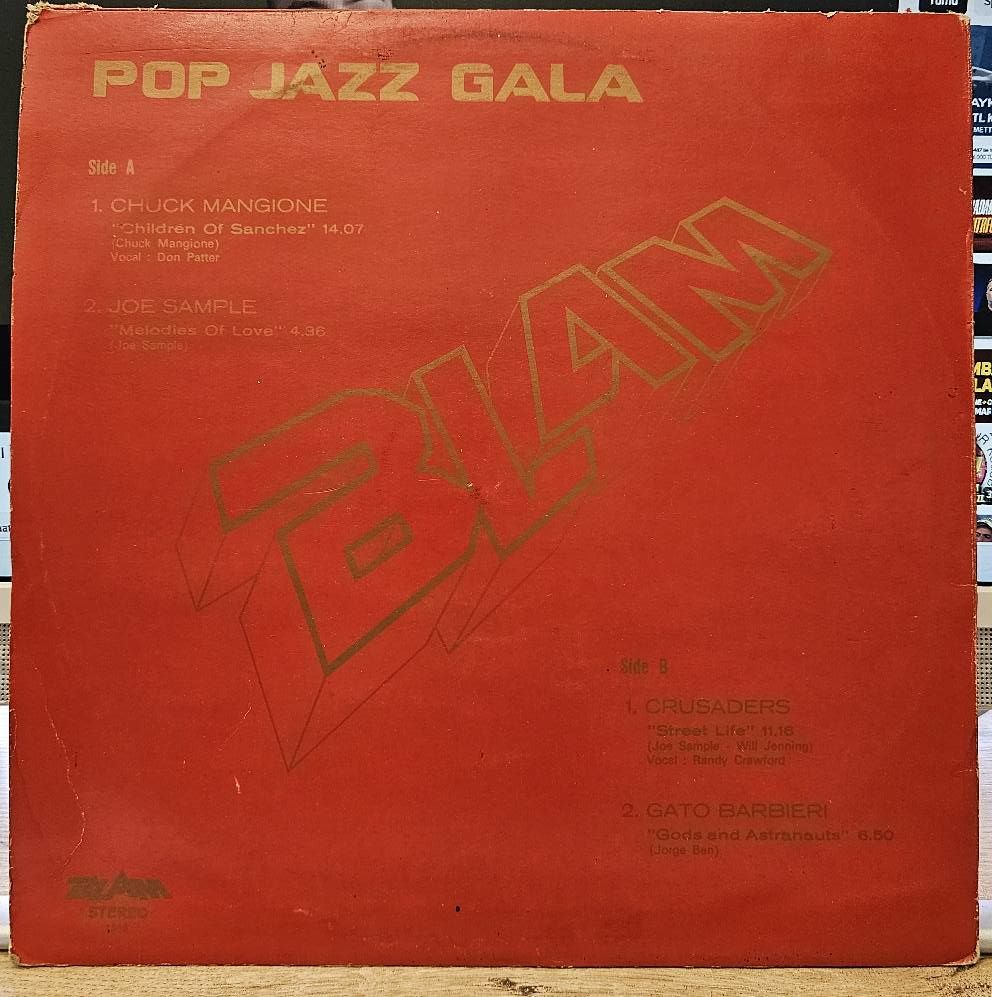 POP JAZZ GALA
Side A
1. CHUCK MANGIONE
"Children Of Sanchez" 14.07
(Chuck Mangione)
Vocal : Don Patter
2. JOE SAMPLE
"Melodies Of Love" 4.36
(Joe Sample)
BLAM
Side B
1. CRUSADERS
"Street Life" 11.16
(Joe Sample - Will Jenning)
Vocal : Randy Crawford
2. GATO BARBIERI
"Gods and Astranauts" 6.50
(Jorge Ben)
BLAM
STEREO